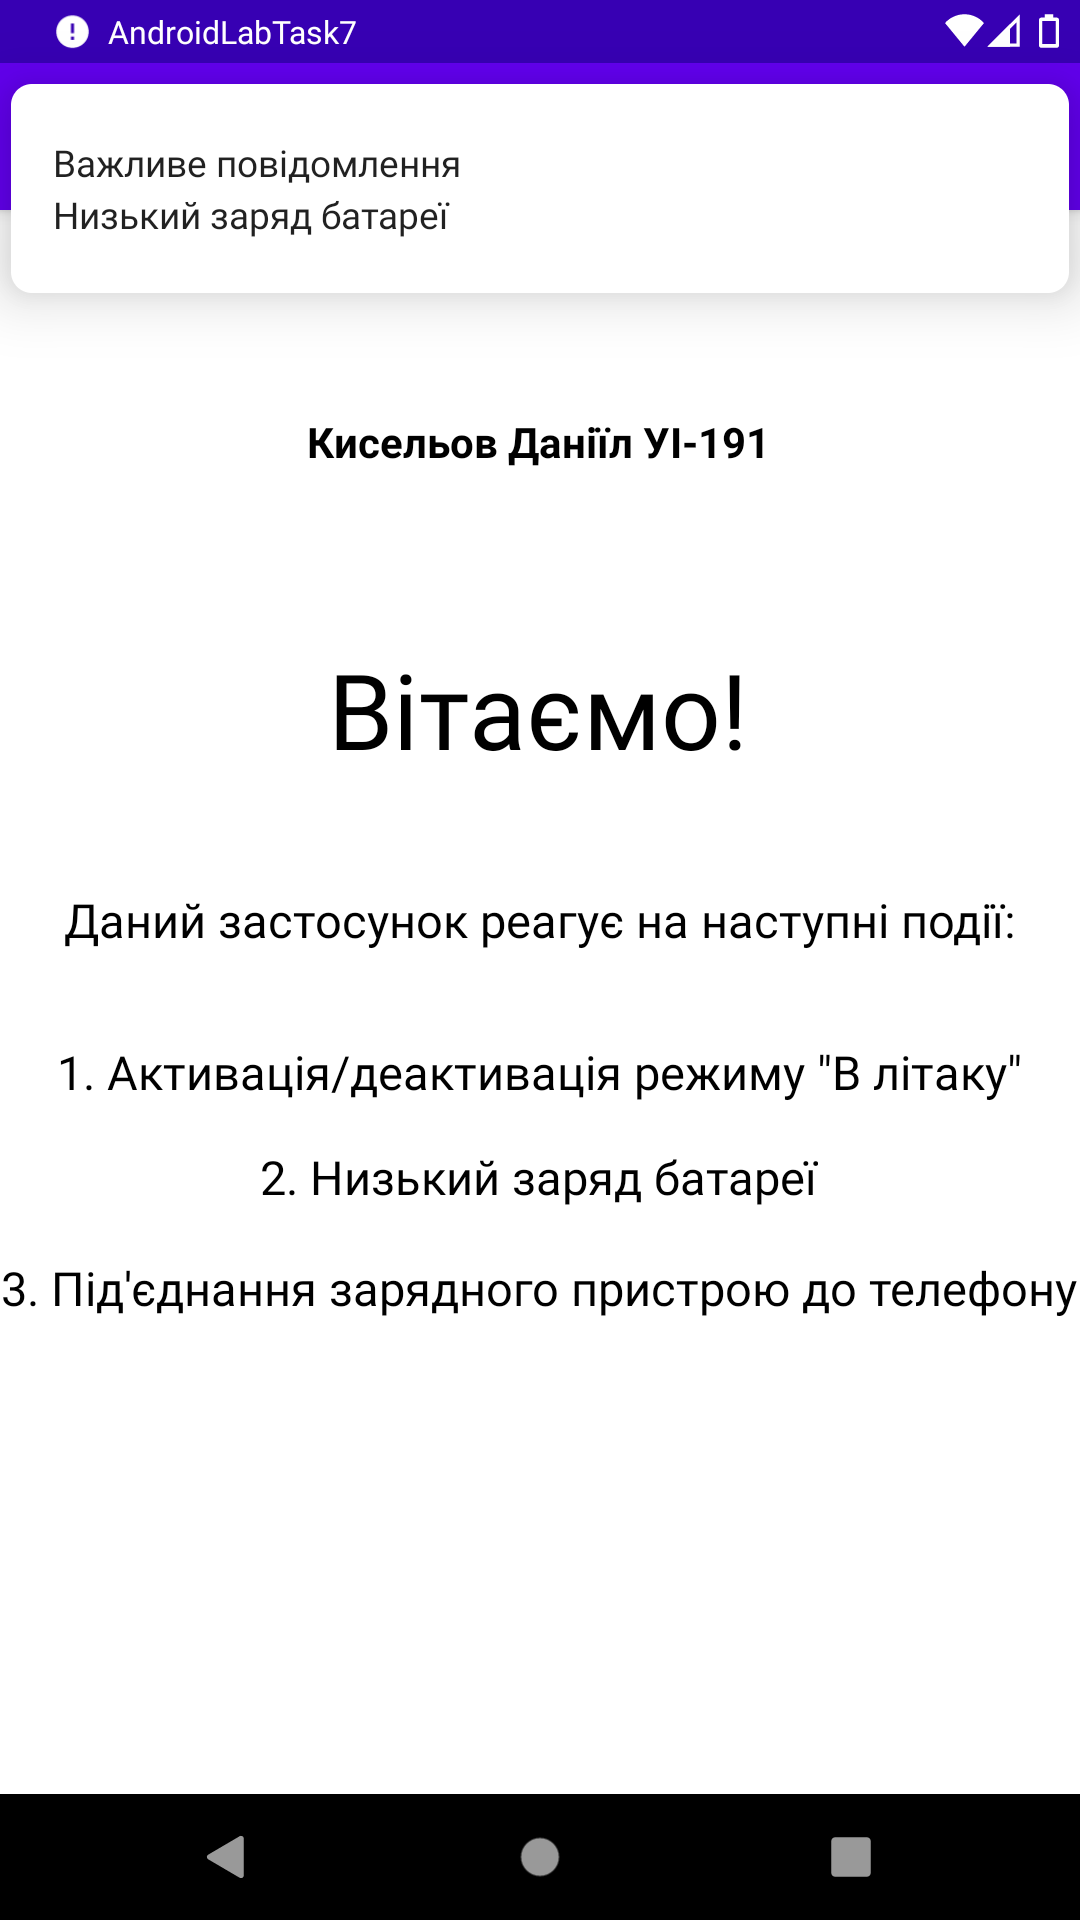 AndroidLabTask7
Важливе повідомлення
Низький заряд батареї
Кисельов Даніїл УІ-191
Вітаємо!
Даний застосунок реагує на наступні події:
1. Активація/деактивація режиму "В літаку"
2. Низький заряд батареї
3. Під'єднання зарядного пристрою до телефону